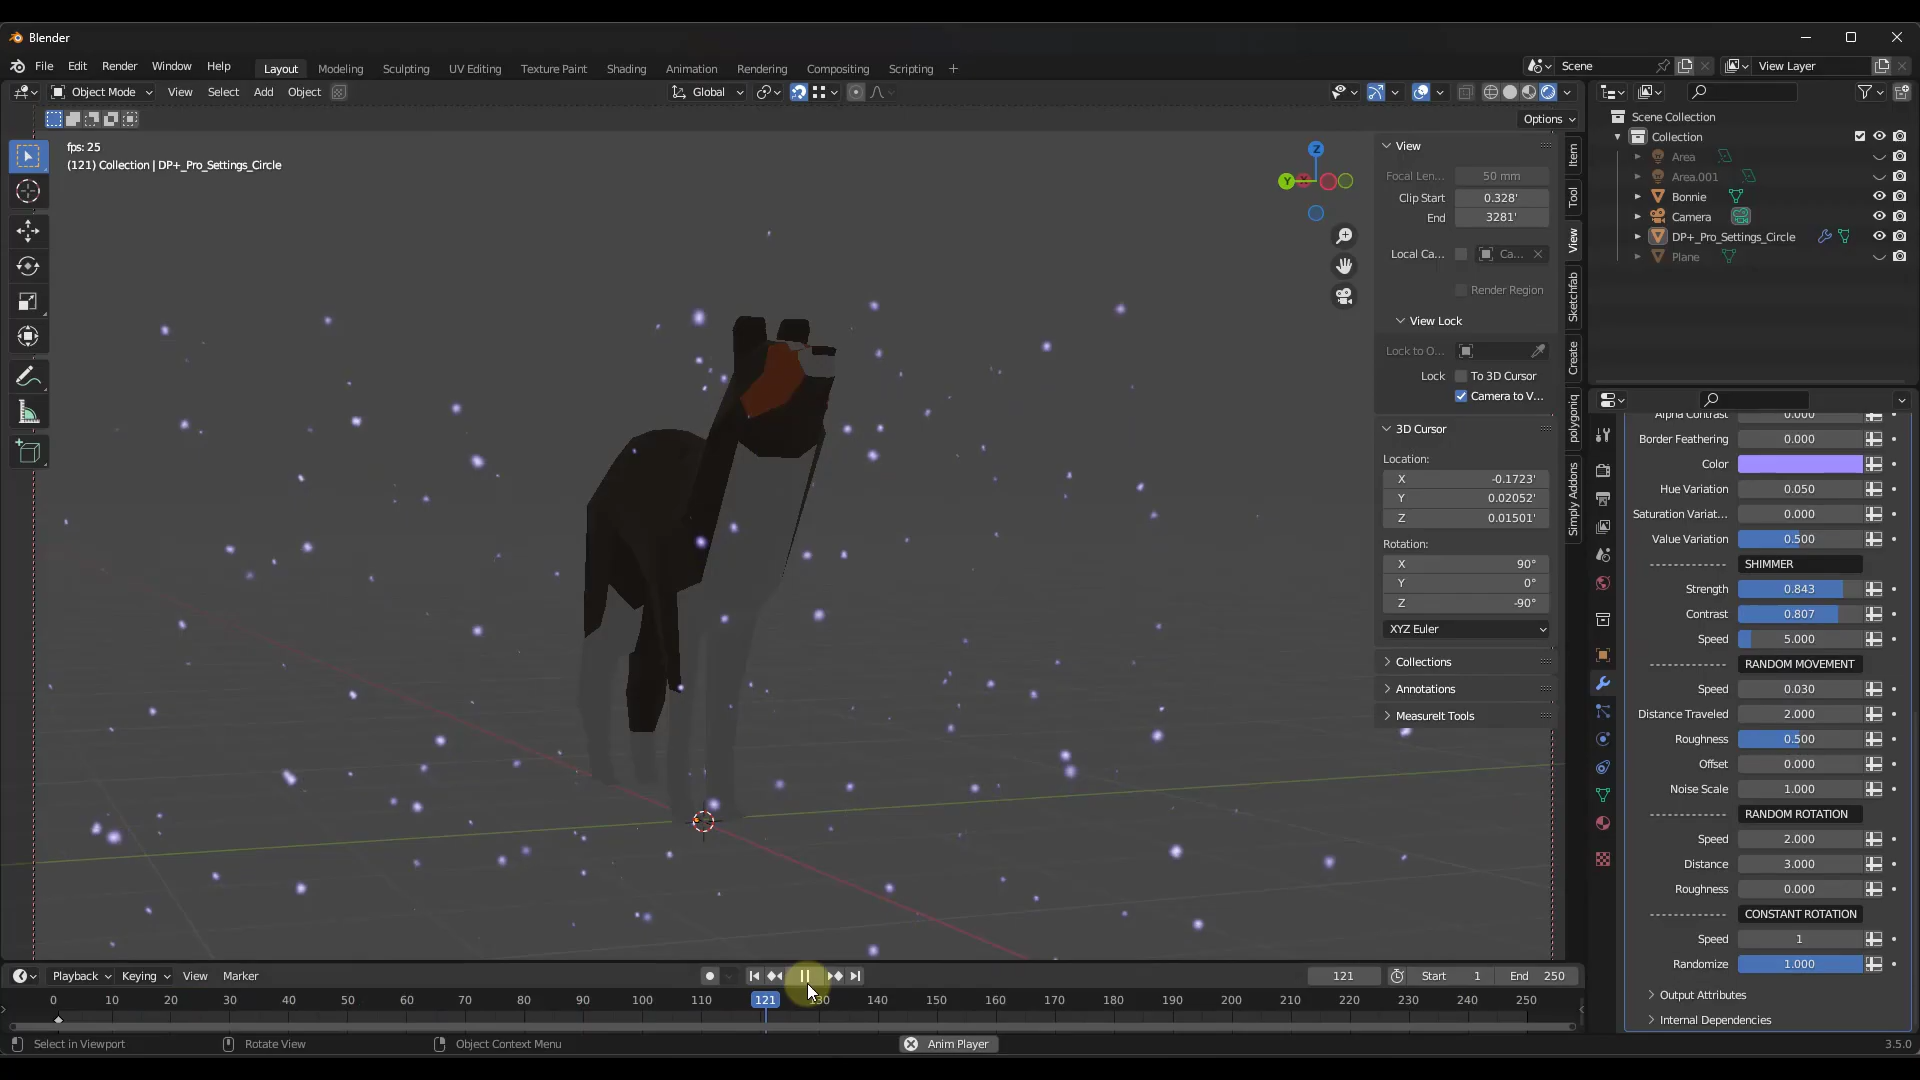 Blender
File Edit Render Window Help
Layout Modeling Sculpting UV Editing Texture Paint Shading Animation Rendering Compositing Scripting +
Scene
View Layer
Object Mode View Select Add Object
Global
Options
fps: 25
(121) Collection | DP+_Pro_Settings_Circle
Z
Y
View
Focal Len... 50 mm
Clip Start 0.328'
End 3281'
Local Ca... Ca...
Render Region
View Lock
Lock to O...
Lock To 3D Cursor
Camera to V...
3D Cursor
Location:
X -0.1723'
Y 0.02052'
Z 0.01501'
Rotation:
X 90°
Y 0°
Z -90°
XYZ Euler
Collections
Annotations
MeasureIt Tools
Item
Tool
View
Sketchfab
Create
polygoniq
Simply Addons
Scene Collection
Collection
Area
Area.001
Bonnie
Camera
DP+_Pro_Settings_Circle
Plane
Alpha Contrast 0.000
Border Feathering 0.000
Color
Hue Variation 0.050
Saturation Variat... 0.000
Value Variation 0.500
------------ SHIMMER
Strength 0.843
Contrast 0.807
Speed 5.000
------------ RANDOM MOVEMENT
Speed 0.030
Distance Traveled 2.000
Roughness 0.500
Offset 0.000
Noise Scale 1.000
------------ RANDOM ROTATION
Speed 2.000
Distance 3.000
Roughness 0.000
------------ CONSTANT ROTATION
Speed 1
Randomize 1.000
Output Attributes
Internal Dependencies
Playback Keying View Marker
121 Start 1 End 250
0 10 20 30 40 50 60 70 80 90 100 110 121 130 140 150 160 170 180 190 200 210 220 230 240 250
Select in Viewport Rotate View Object Context Menu Anim Player 3.5.0